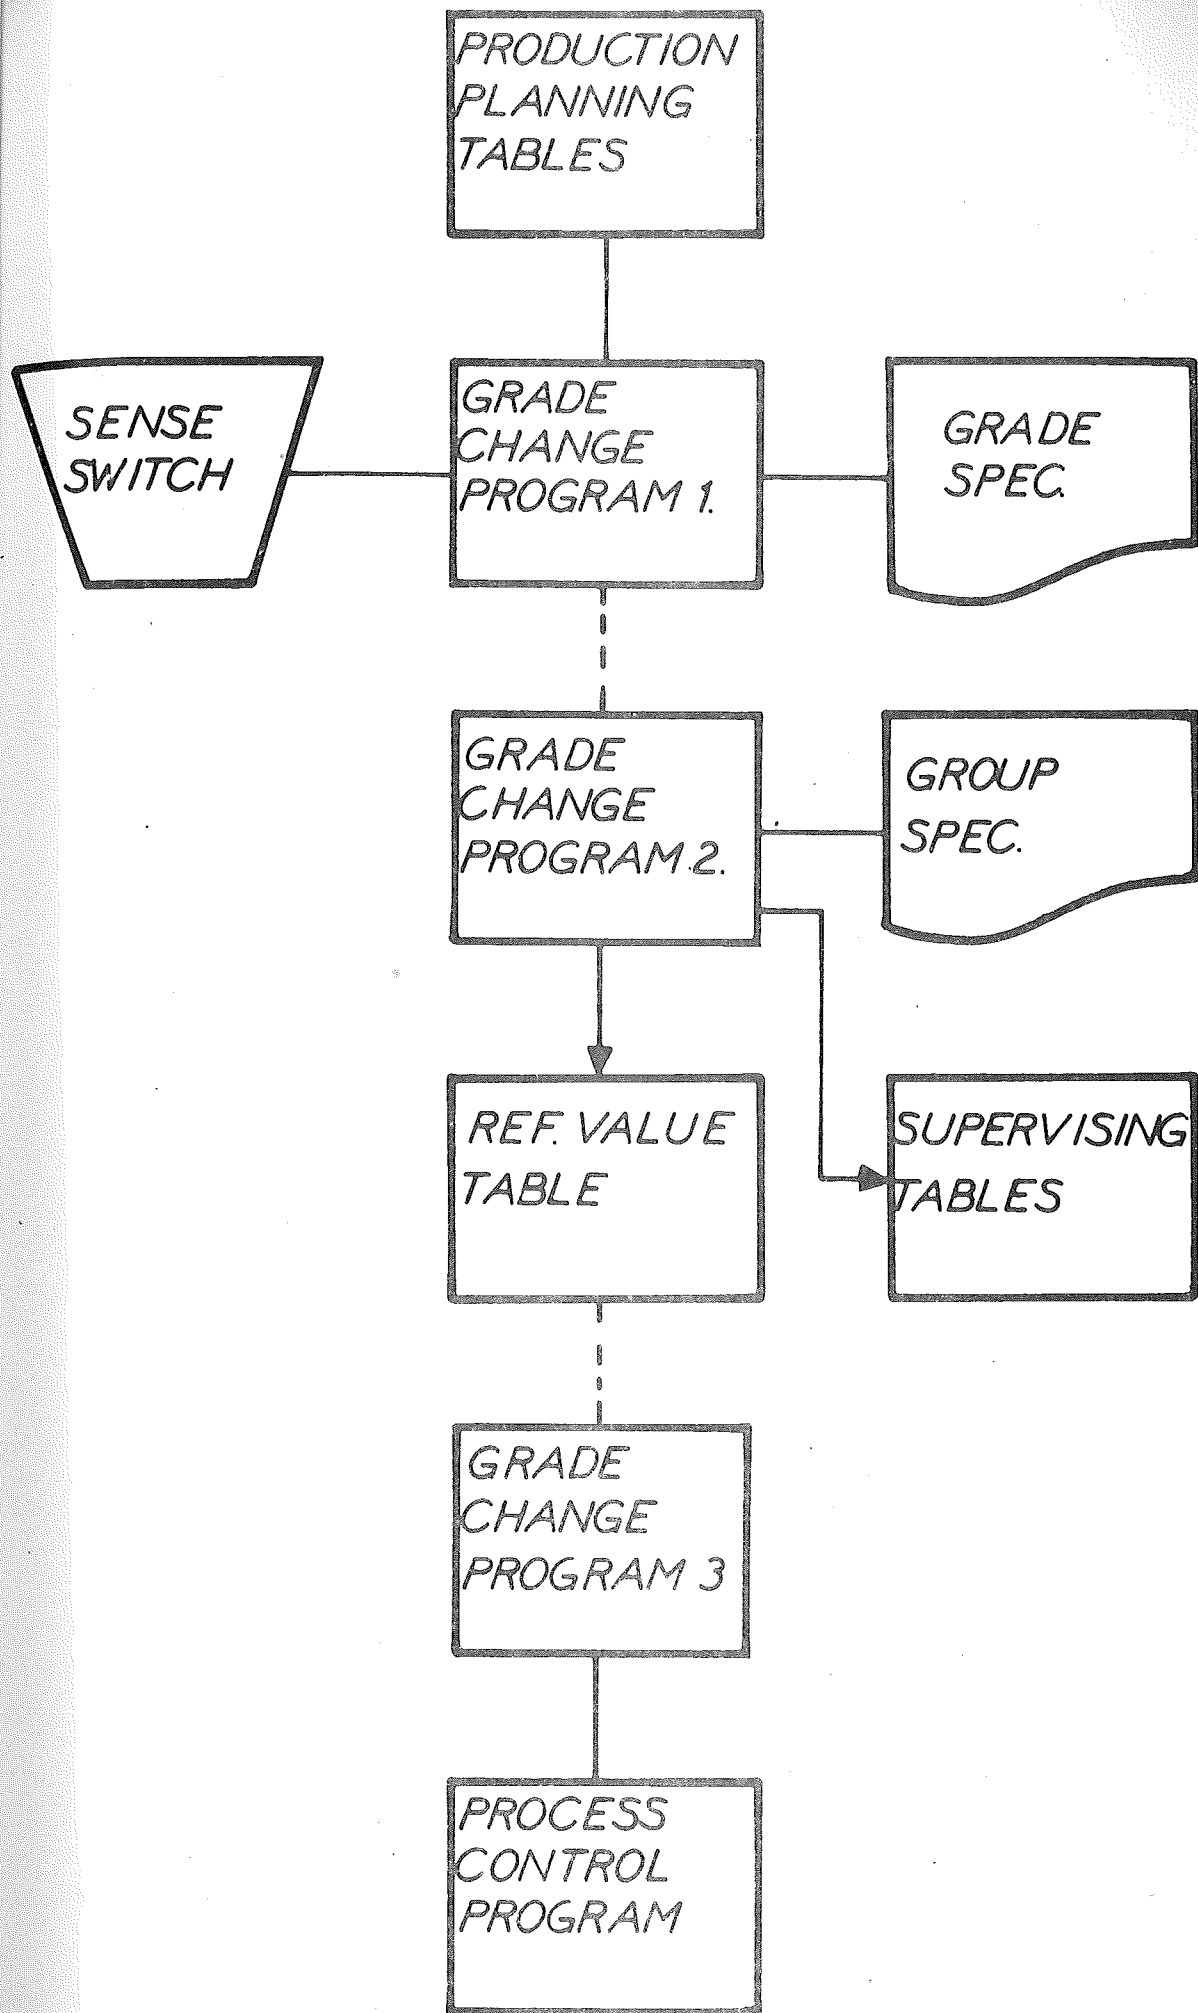 PRODUCTION
PLANNING
TABLES
SENSE
SWITCH
GRADE
CHANGE
PROGRAM 1.
GRADE
SPEC.
GRADE
CHANGE
PROGRAM 2.
GROUP
SPEC.
REF. VALUE
TABLE
SUPERVISING
TABLES
GRADE
CHANGE
PROGRAM 3
PROCESS
CONTROL
PROGRAM